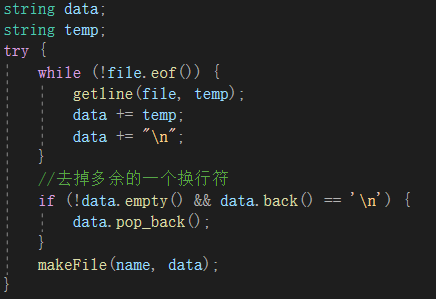 string data;
string temp;
try {
    while (!file.eof()) {
        getline(file, temp);
        data += temp;
        data += "\n";
    }
    //去掉多余的一个换行符
    if (!data.empty() && data.back() == '\n') {
        data.pop_back();
    }
    makeFile(name, data);
}